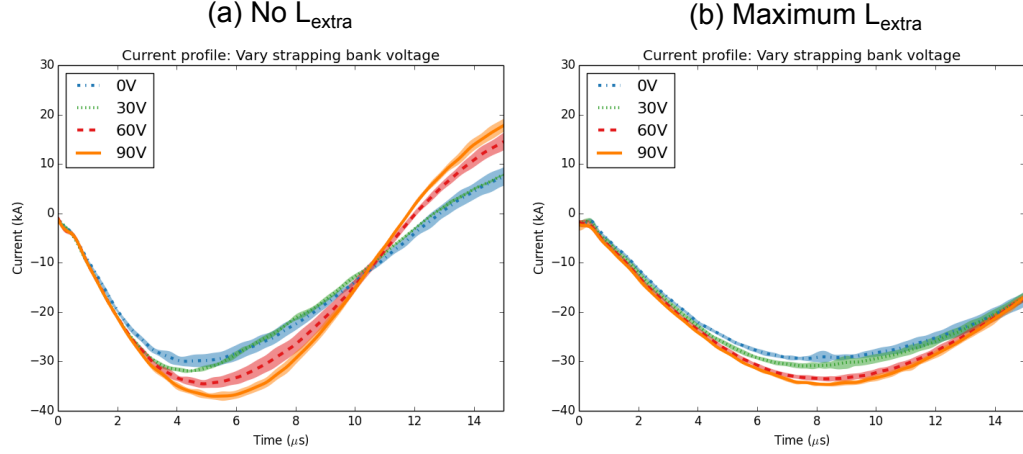 (a) No L_extra
Current profile: Vary strapping bank voltage
30
20
10
0
−10
−20
−30
−40
Current (kA)
0V
30V
60V
90V
0 2 4 6 8 10 12 14
Time (μs)
(b) Maximum L_extra
Current profile: Vary strapping bank voltage
30
20
10
0
−10
−20
−30
−40
Current (kA)
0V
30V
60V
90V
0 2 4 6 8 10 12 14
Time (μs)